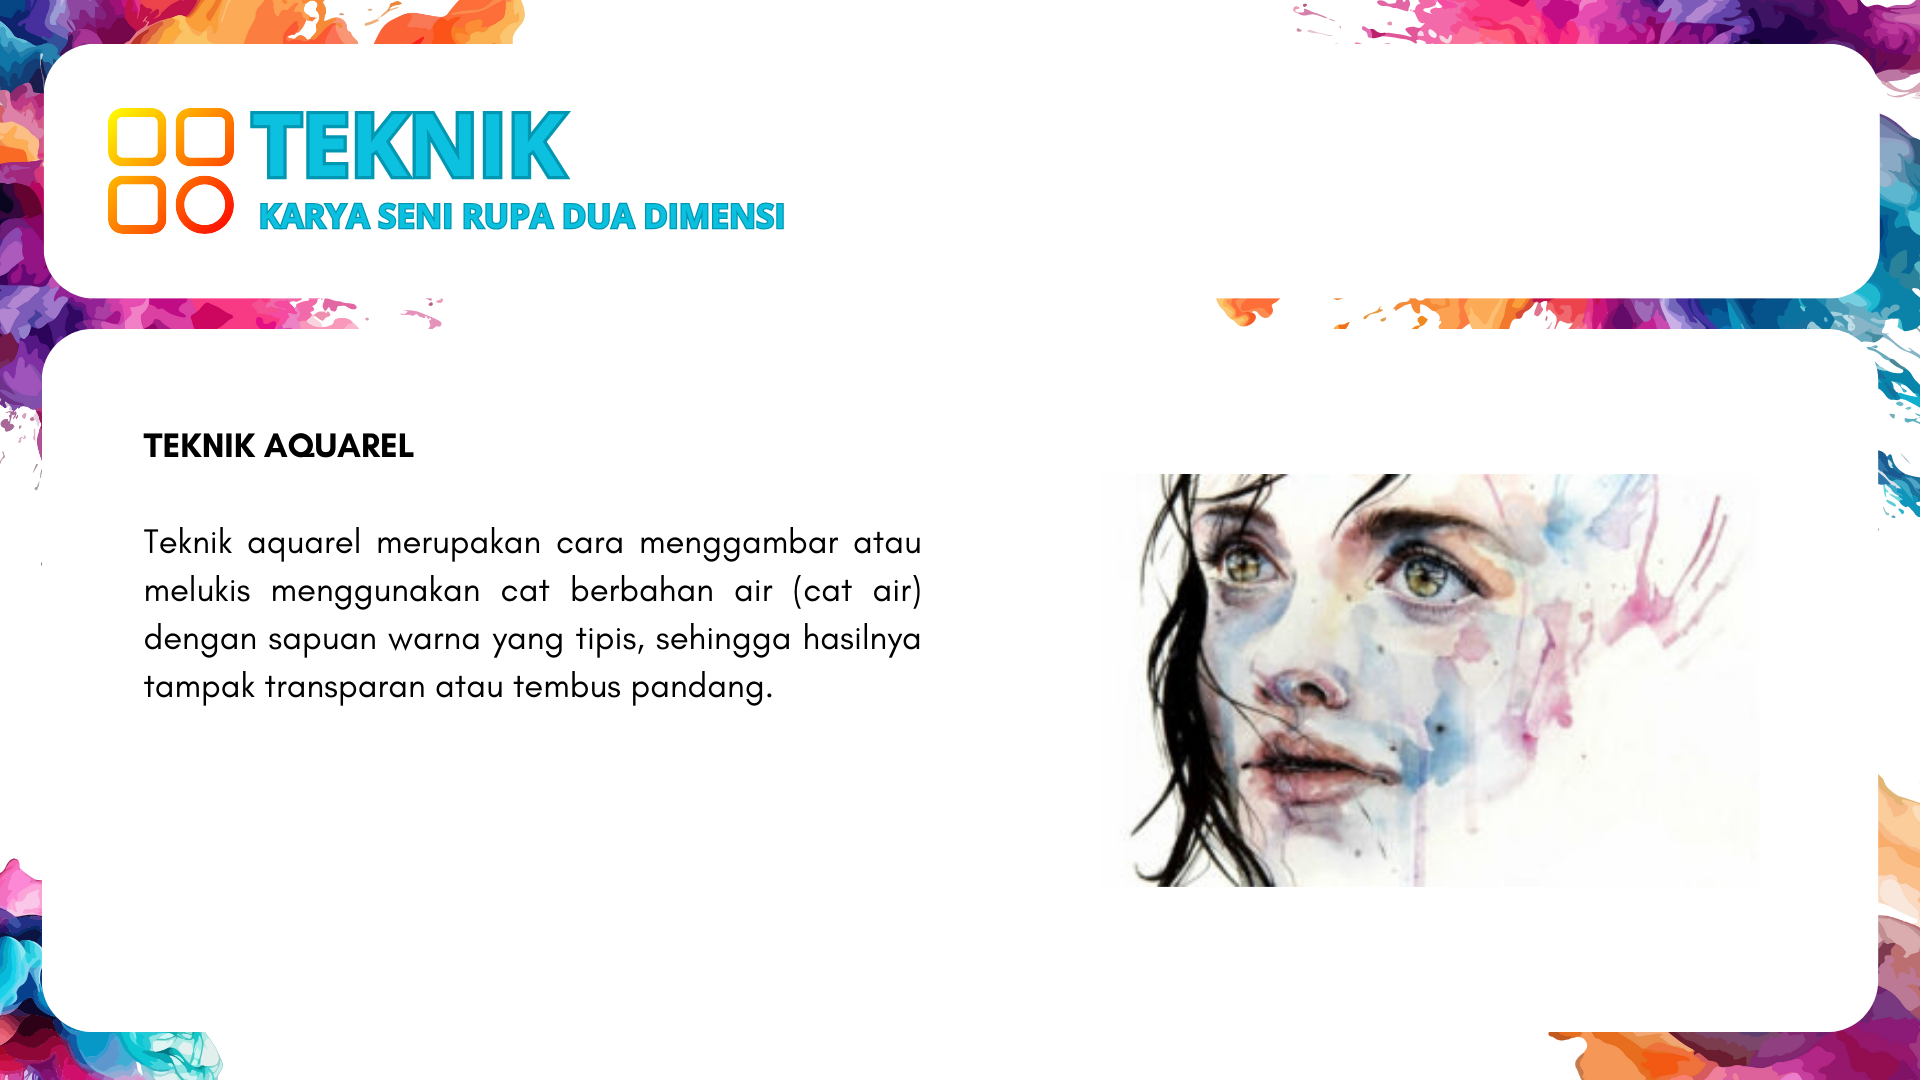 TEKNIK
KARYA SENI RUPA DUA DIMENSI
TEKNIK AQUAREL
Teknik aquarel merupakan cara menggambar atau
melukis menggunakan cat berbahan air (cat air)
dengan sapuan warna yang tipis, sehingga hasilnya
tampak transparan atau tembus pandang.